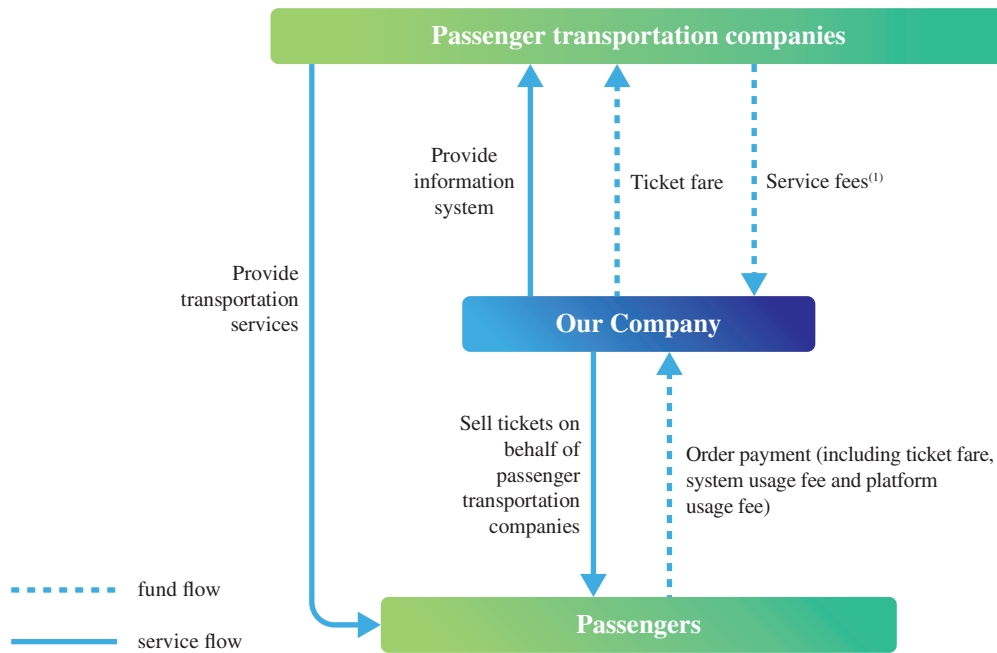 Passenger transportation companies
Provide
information
system
Ticket fare
Service fees(1)
Provide
transportation
services
Our Company
Sell tickets on
behalf of
passenger
transportation
companies
Order payment (including ticket fare,
system usage fee and platform
usage fee)
fund flow
service flow
Passengers